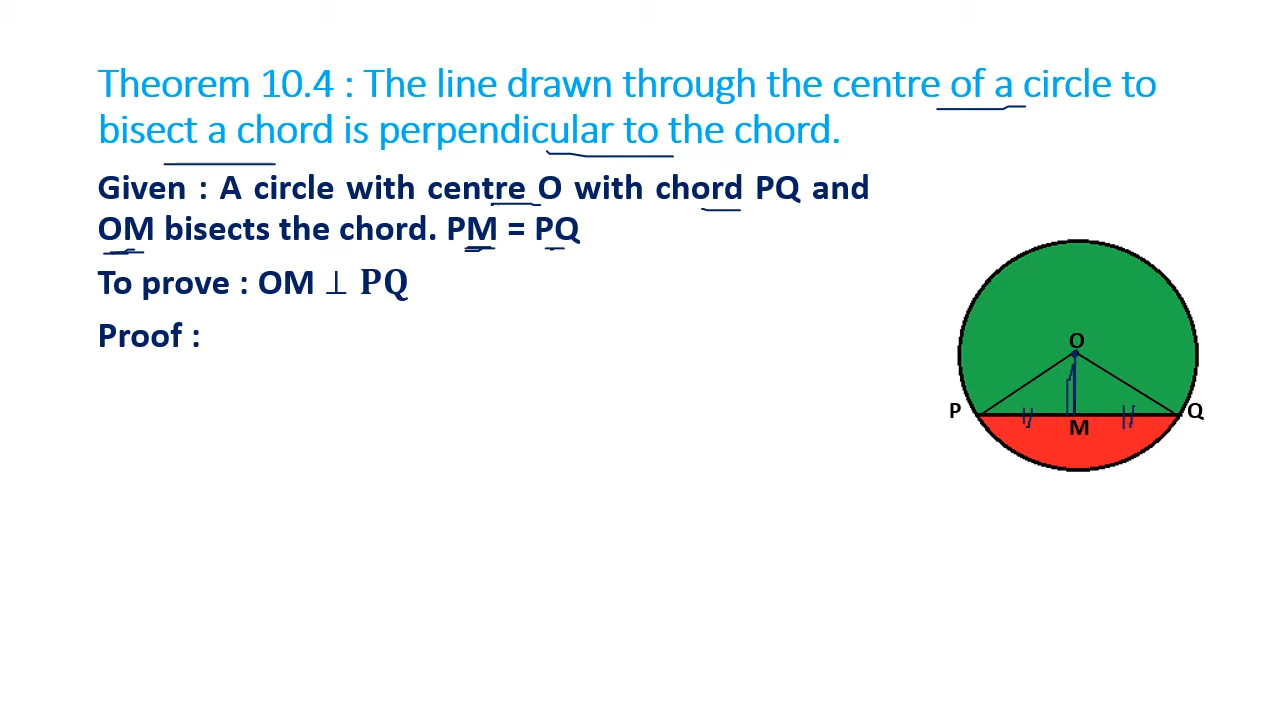 Theorem 10.4 : The line drawn through the centre of a circle to
bisect a chord is perpendicular to the chord.
Given : A circle with centre O with chord PQ and
OM bisects the chord. PM = PQ
To prove : OM ⊥ PQ
Proof :
O
P
Q
M